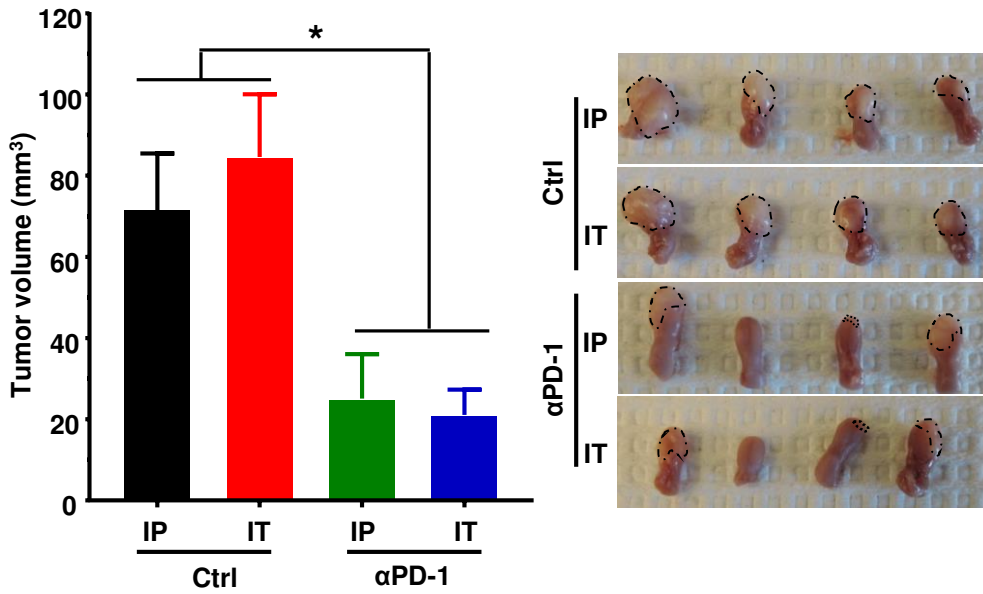 120
100
80
60
40
20
0
Tumor volume (mm³)
*
IP IT IP IT
Ctrl αPD-1
Ctrl
IP
IT
αPD-1
IP
IT